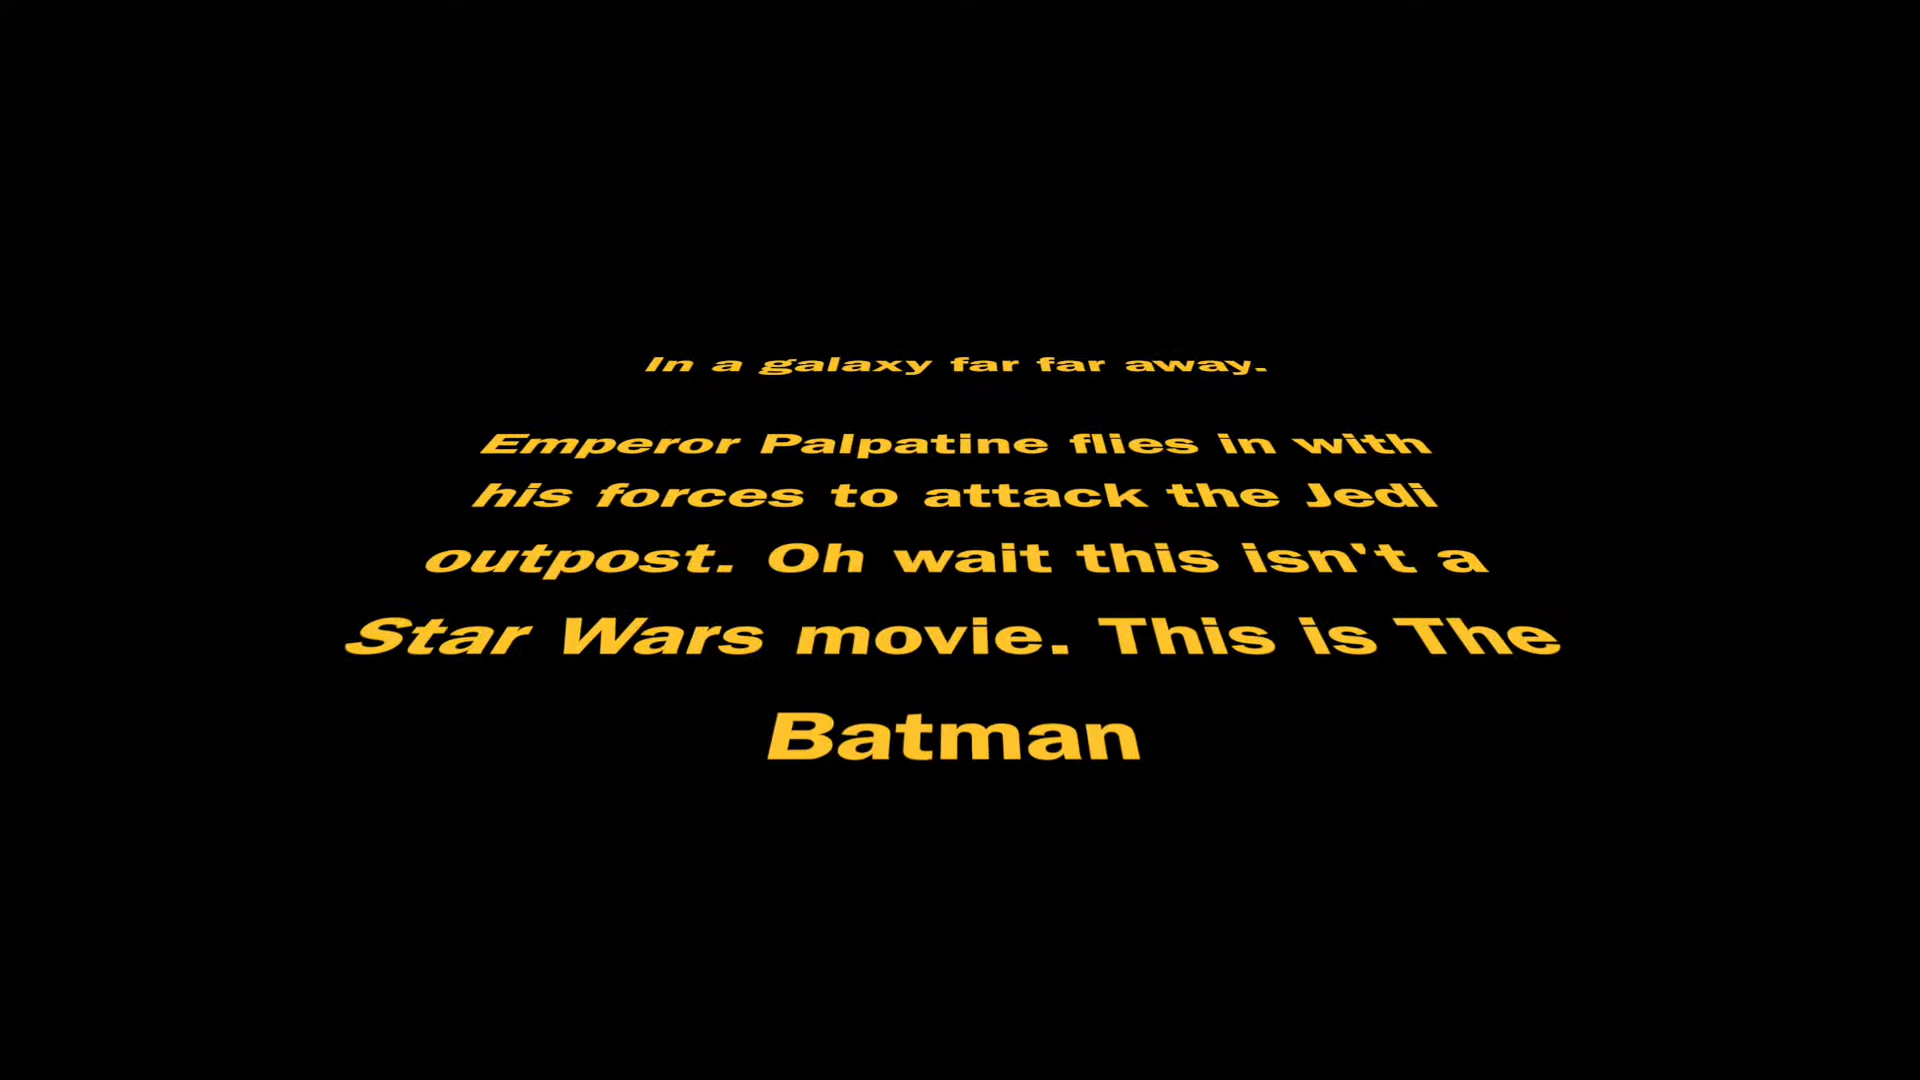 In a galaxy far far away.
Emperor Palpatine flies in with
his forces to attack the Jedi
outpost. Oh wait this isn't a
Star Wars movie. This is The
Batman